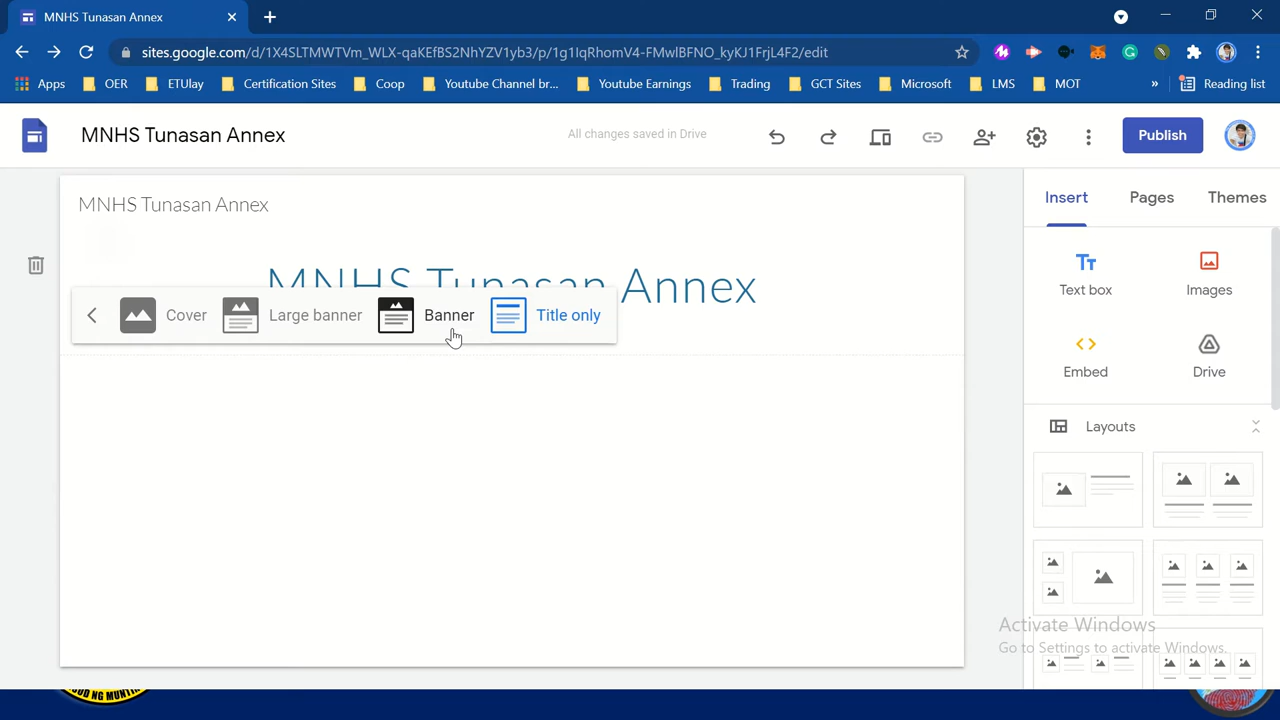 MNHS Tunasan Annex
sites.google.com/d/1X4SLTMWTVm_WLX-qaKEfBS2NhYZV1yb3/p/1g1IqRhomV4-FMwlBFNO_kyKJ1FrjL4F2/edit
Apps OER ETUlay Certification Sites Coop Youtube Channel br... Youtube Earnings Trading GCT Sites Microsoft LMS MOT » Reading list
MNHS Tunasan Annex All changes saved in Drive Publish
Insert Pages Themes
MNHS Tunasan Annex
MNHS Tunasan Annex
Cover Large banner Banner Title only
Text box Images
Embed Drive
Layouts
Activate Windows
Go to Settings to activate Windows.